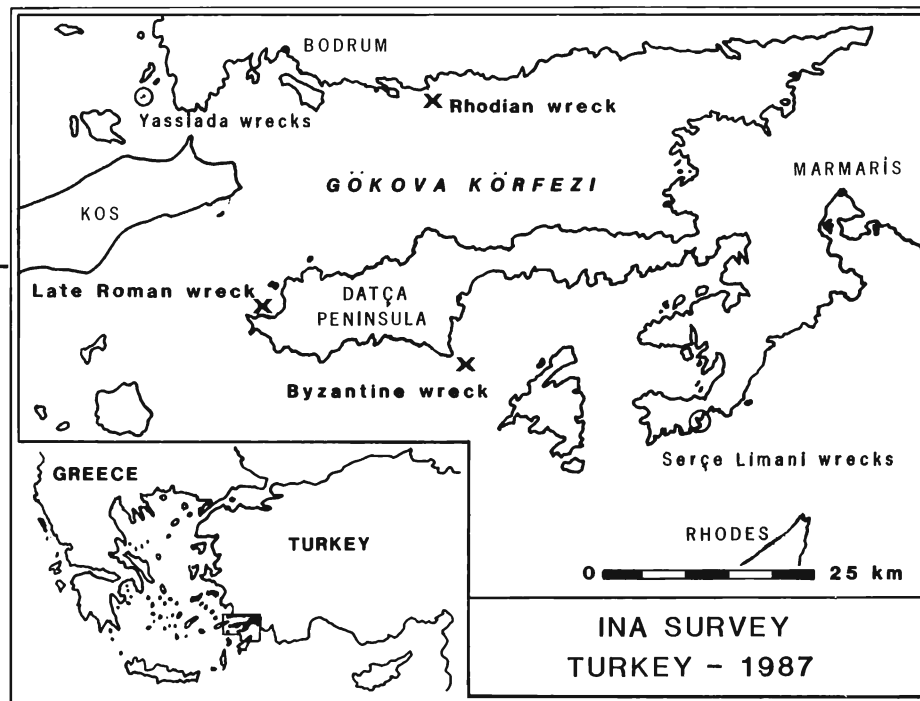 BODRUM
Rhodian wreck
Yassiada wrecks
GÖKOVA KÖRFEZI
MARMARİS
KOS
Late Roman wreck
DATÇA
PENINSULA
Byzantine wreck
Serçe Limani wrecks
GREECE
TURKEY
RHODES
0 25 km
INA SURVEY
TURKEY - 1987